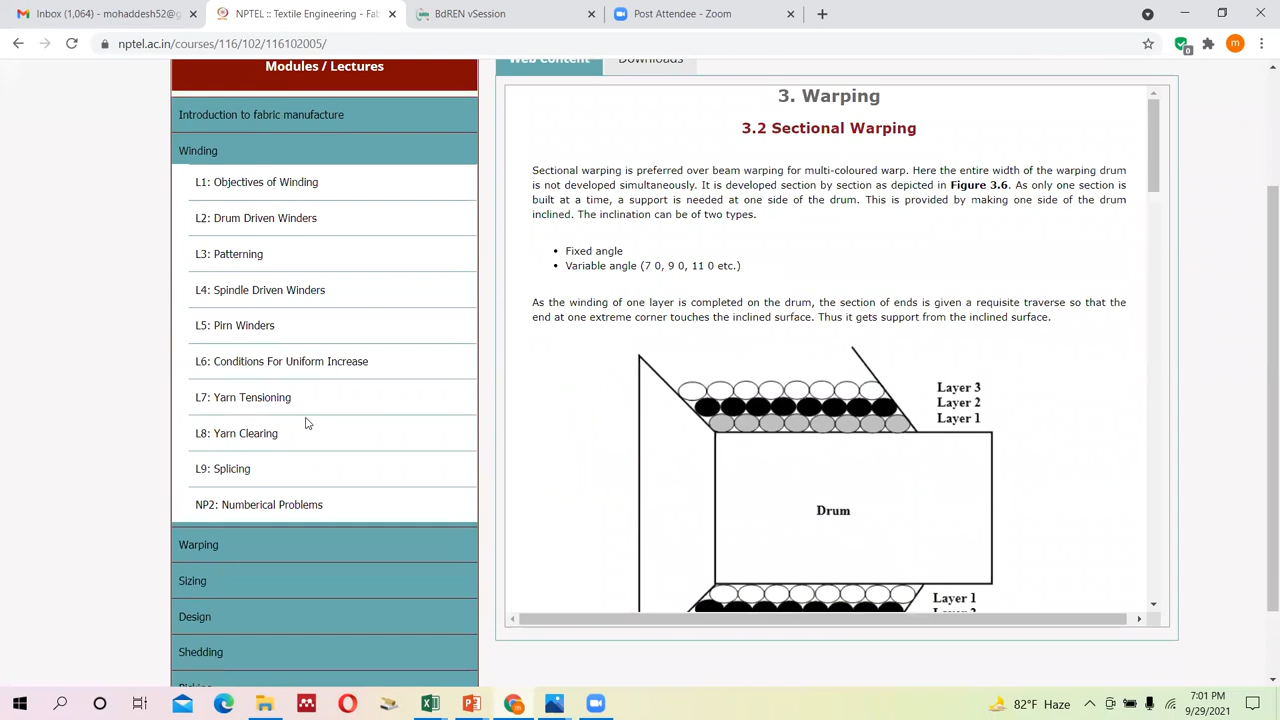 Inbox (1,064) - mohaddesh52@g
NPTEL :: Textile Engineering - Fab
BdREN vSession
Post Attendee - Zoom
nptel.ac.in/courses/116/102/116102005/
0
m
Modules / Lectures
Introduction to fabric manufacture
Winding
L1: Objectives of Winding
L2: Drum Driven Winders
L3: Patterning
L4: Spindle Driven Winders
L5: Pirn Winders
L6: Conditions For Uniform Increase
L7: Yarn Tensioning
L8: Yarn Clearing
L9: Splicing
NP2: Numberical Problems
Warping
Sizing
Design
Shedding
Picking
Web Content
Downloads
3. Warping
3.2 Sectional Warping
Sectional warping is preferred over beam warping for multi-coloured warp. Here the entire width of the warping drum
is not developed simultaneously. It is developed section by section as depicted in Figure 3.6. As only one section is
built at a time, a support is needed at one side of the drum. This is provided by making one side of the drum
inclined. The inclination can be of two types.
• Fixed angle
• Variable angle (7 0, 9 0, 11 0 etc.)
As the winding of one layer is completed on the drum, the section of ends is given a requisite traverse so that the
end at one extreme corner touches the inclined surface. Thus it gets support from the inclined surface.
Layer 3
Layer 2
Layer 1
Drum
Layer 1
Layer 2
82°F Haze
7:01 PM
9/29/2021